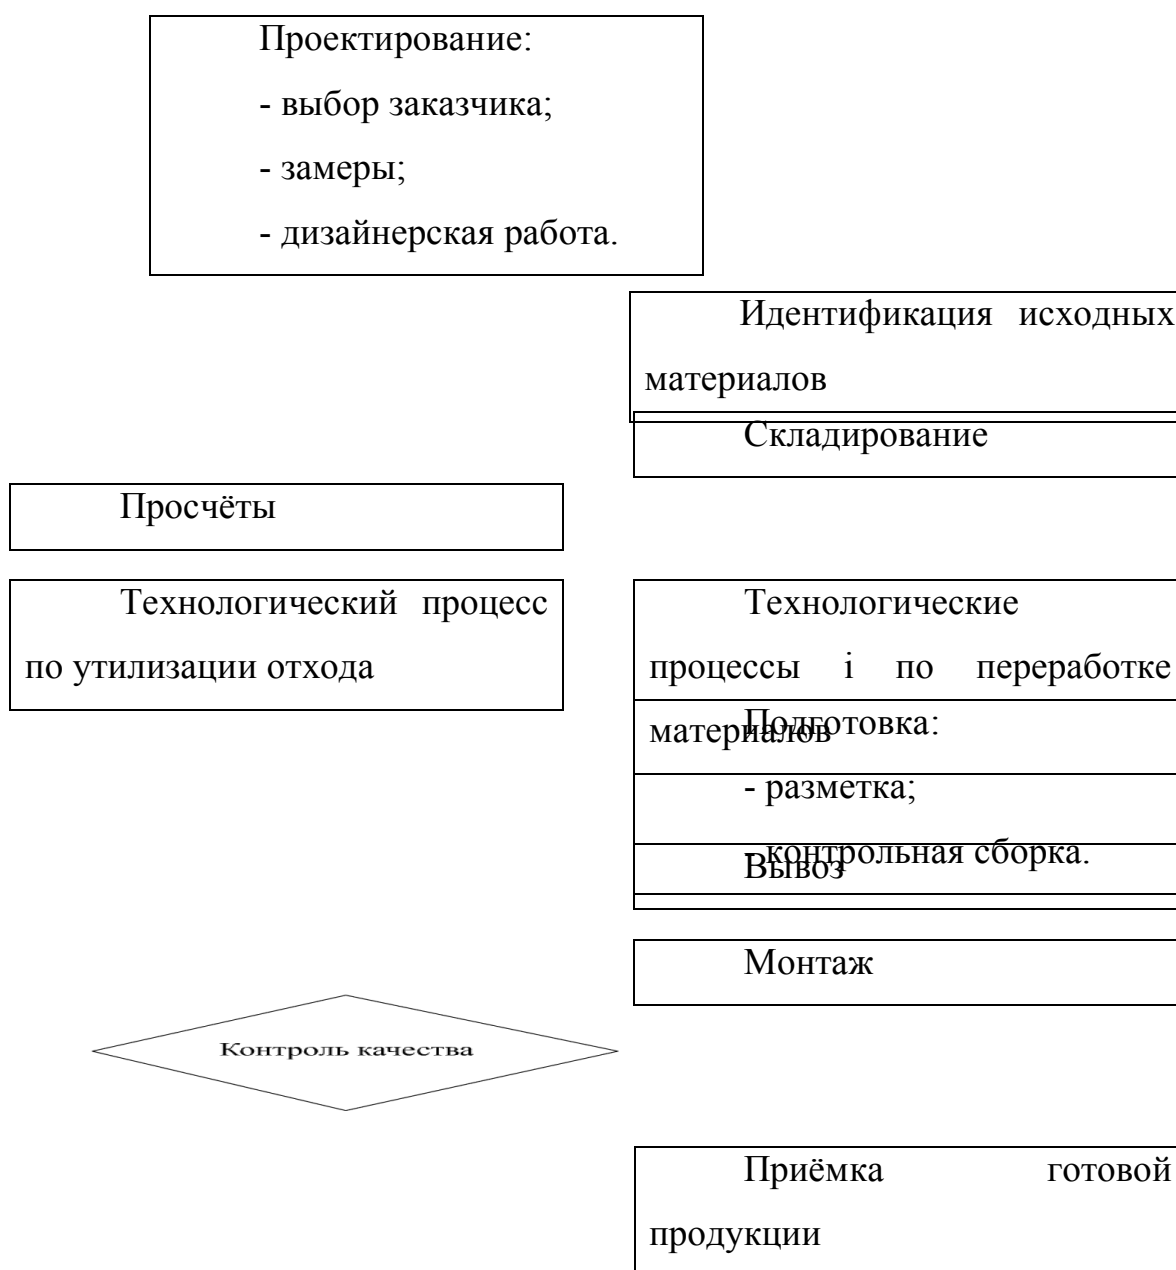 Проектирование:
- выбор заказчика;
- замеры;
- дизайнерская работа.
Идентификация исходных
материалов
Складирование
Просчёты
Технологический процесс
по утилизации отхода
Технологические
процессы i по переработке
материалов
Подготовка:
- разметка;
- контрольная сборка.
Вывоз
Монтаж
Контроль качества
Приёмка готовой
продукции